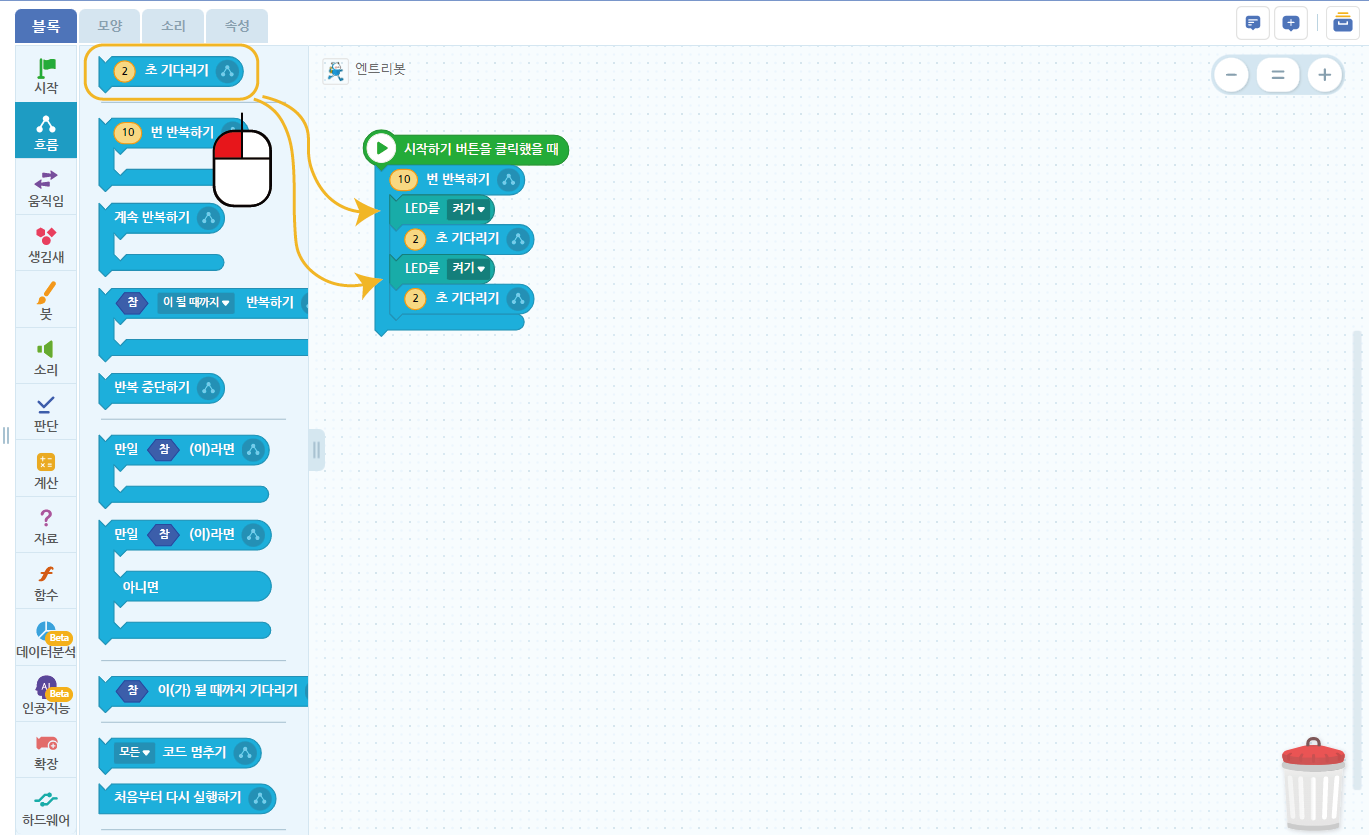 블록 모양 소리 속성
시작
흐름
움직임
생김새
붓
소리
판단
계산
자료
함수
Beta
데이터분석
AI
Beta
인공지능
확장
하드웨어
2 초 기다리기
10 번 반복하기
계속 반복하기
참 이 될 때까지 반복하기
반복 중단하기
만일 참 (이)라면
만일 참 (이)라면
아니면
참 이(가) 될 때까지 기다리기
모든 코드 멈추기
처음부터 다시 실행하기
엔트리봇
시작하기 버튼을 클릭했을 때
10 번 반복하기
LED를 켜기
2 초 기다리기
LED를 켜기
2 초 기다리기